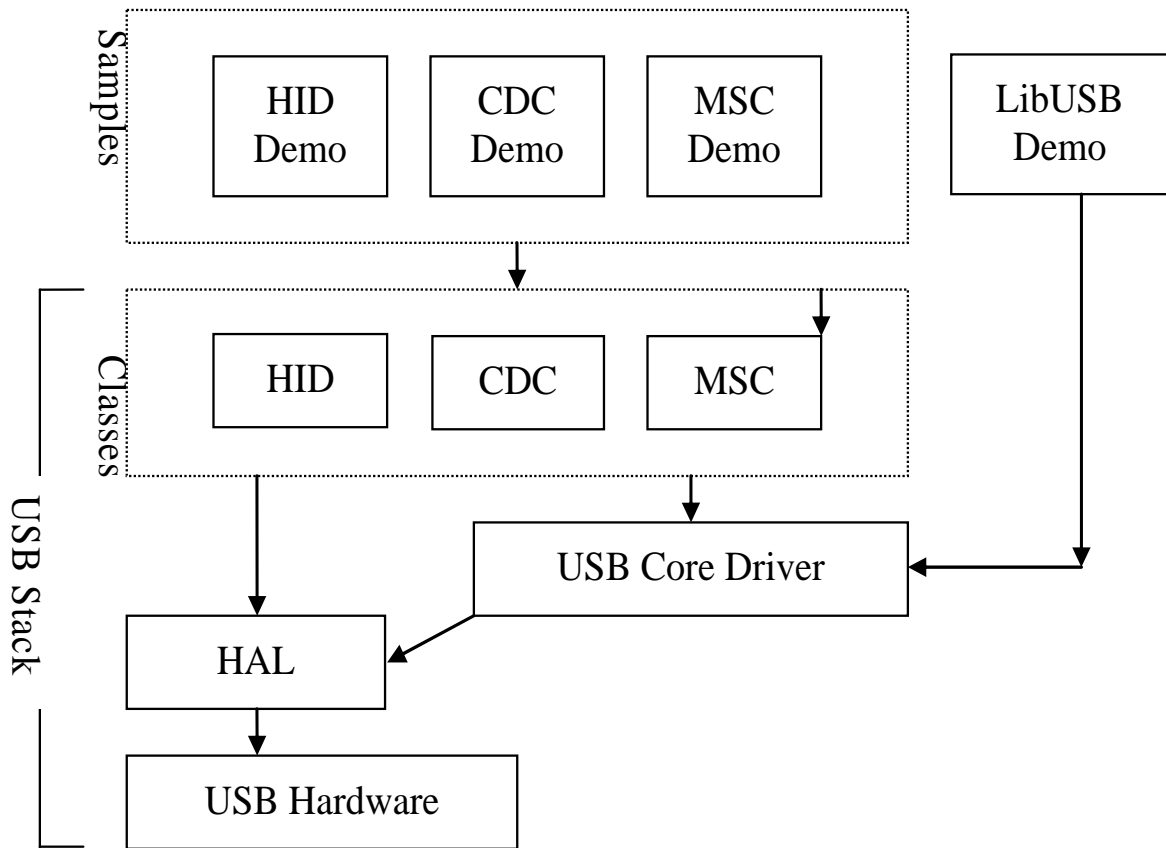 Samples
HID
Demo
CDC
Demo
MSC
Demo
LibUSB
Demo
USB Stack
Classes
HID
CDC
MSC
USB Core Driver
HAL
USB Hardware